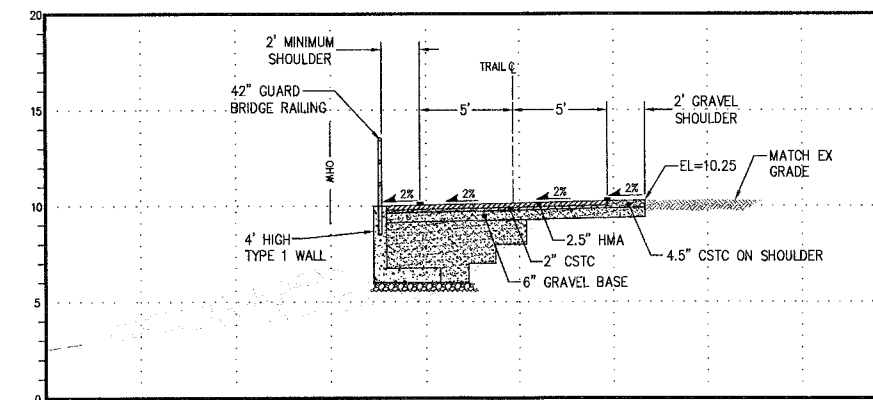 20
2' MINIMUM
SHOULDER
TRAIL ℄
42" GUARD
BRIDGE RAILING
15
5'
5'
2' GRAVEL
SHOULDER
OHW
EL=10.25
MATCH EX
GRADE
2%
2%
2%
2%
10
4' HIGH
TYPE 1 WALL
2.5" HMA
2" CSTC
6" GRAVEL BASE
4.5" CSTC ON SHOULDER
5
0